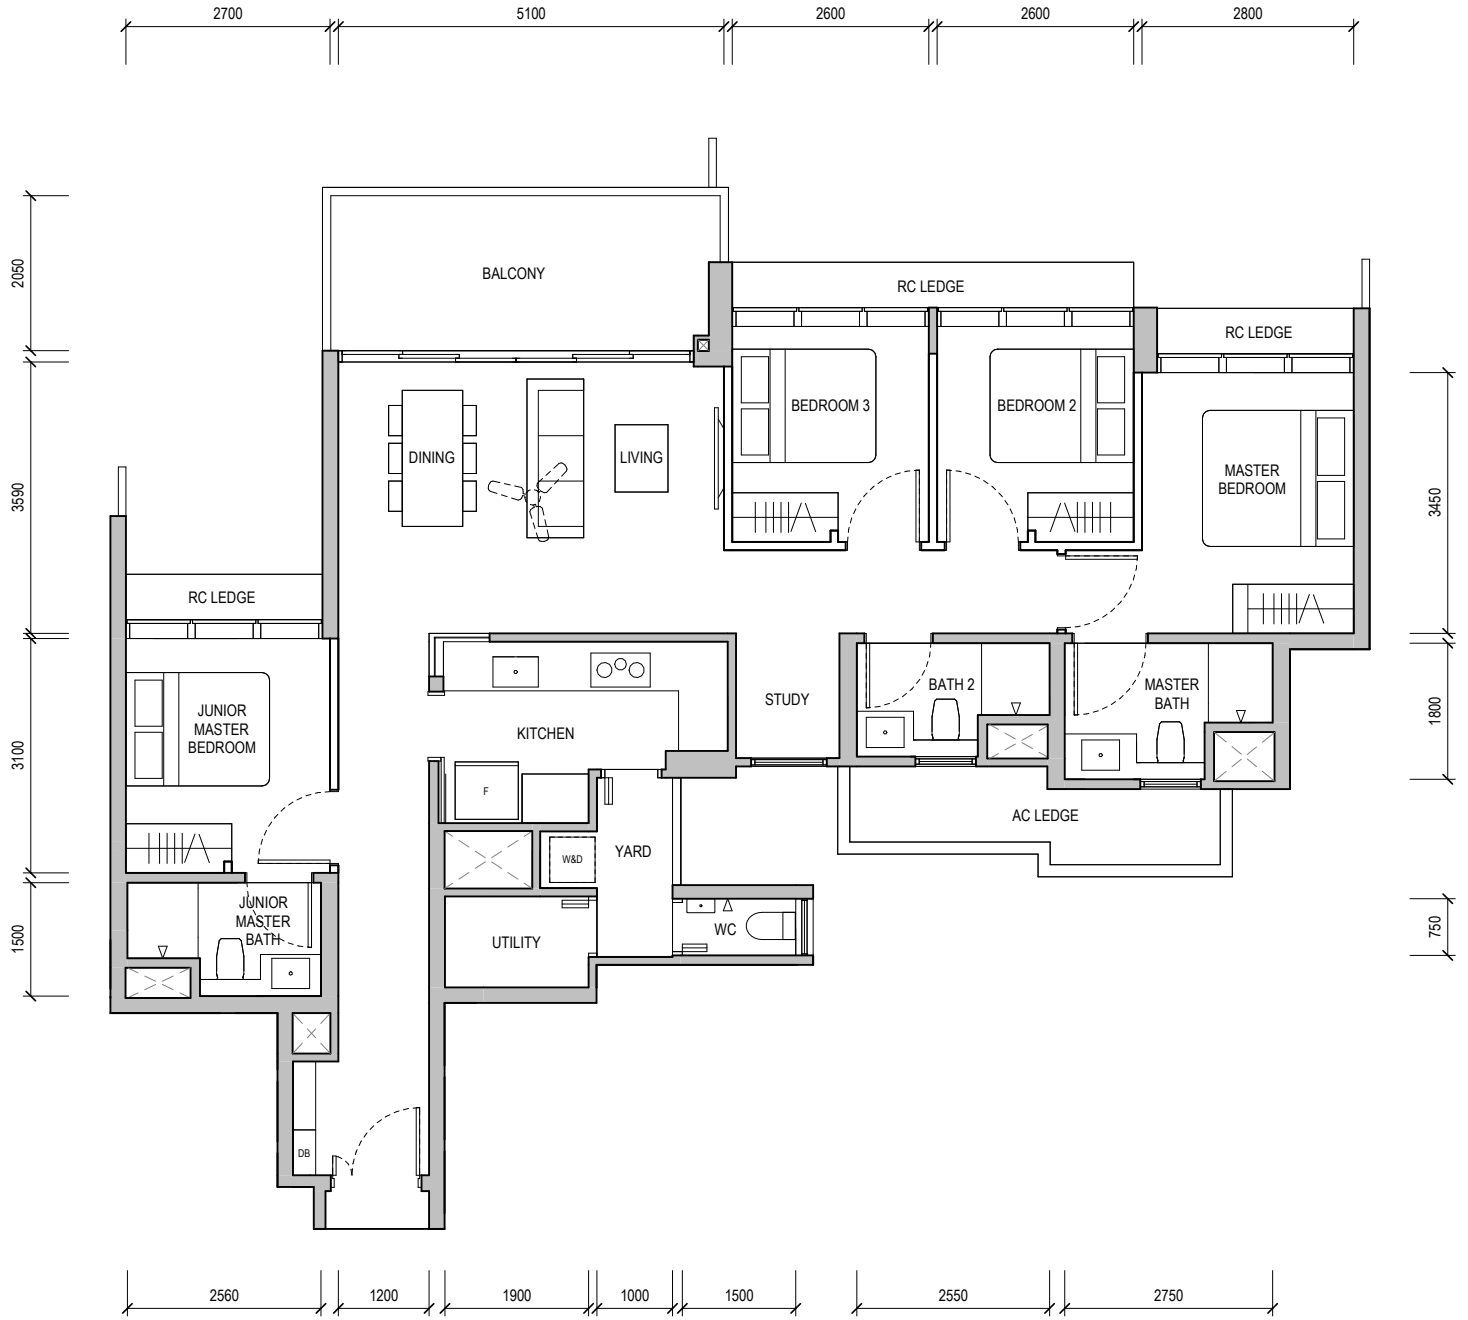 2700
5100
2600
2600
2800
2050
BALCONY
RC LEDGE
RC LEDGE
3590
DINING
LIVING
BEDROOM 3
BEDROOM 2
MASTER
BEDROOM
3450
RC LEDGE
3100
JUNIOR
MASTER
BEDROOM
KITCHEN
STUDY
BATH 2
MASTER
BATH
1800
F
AC LEDGE
W&D
YARD
1500
JUNIOR
MASTER
BATH
UTILITY
WC
750
DB
2560
1200
1900
1000
1500
2550
2750